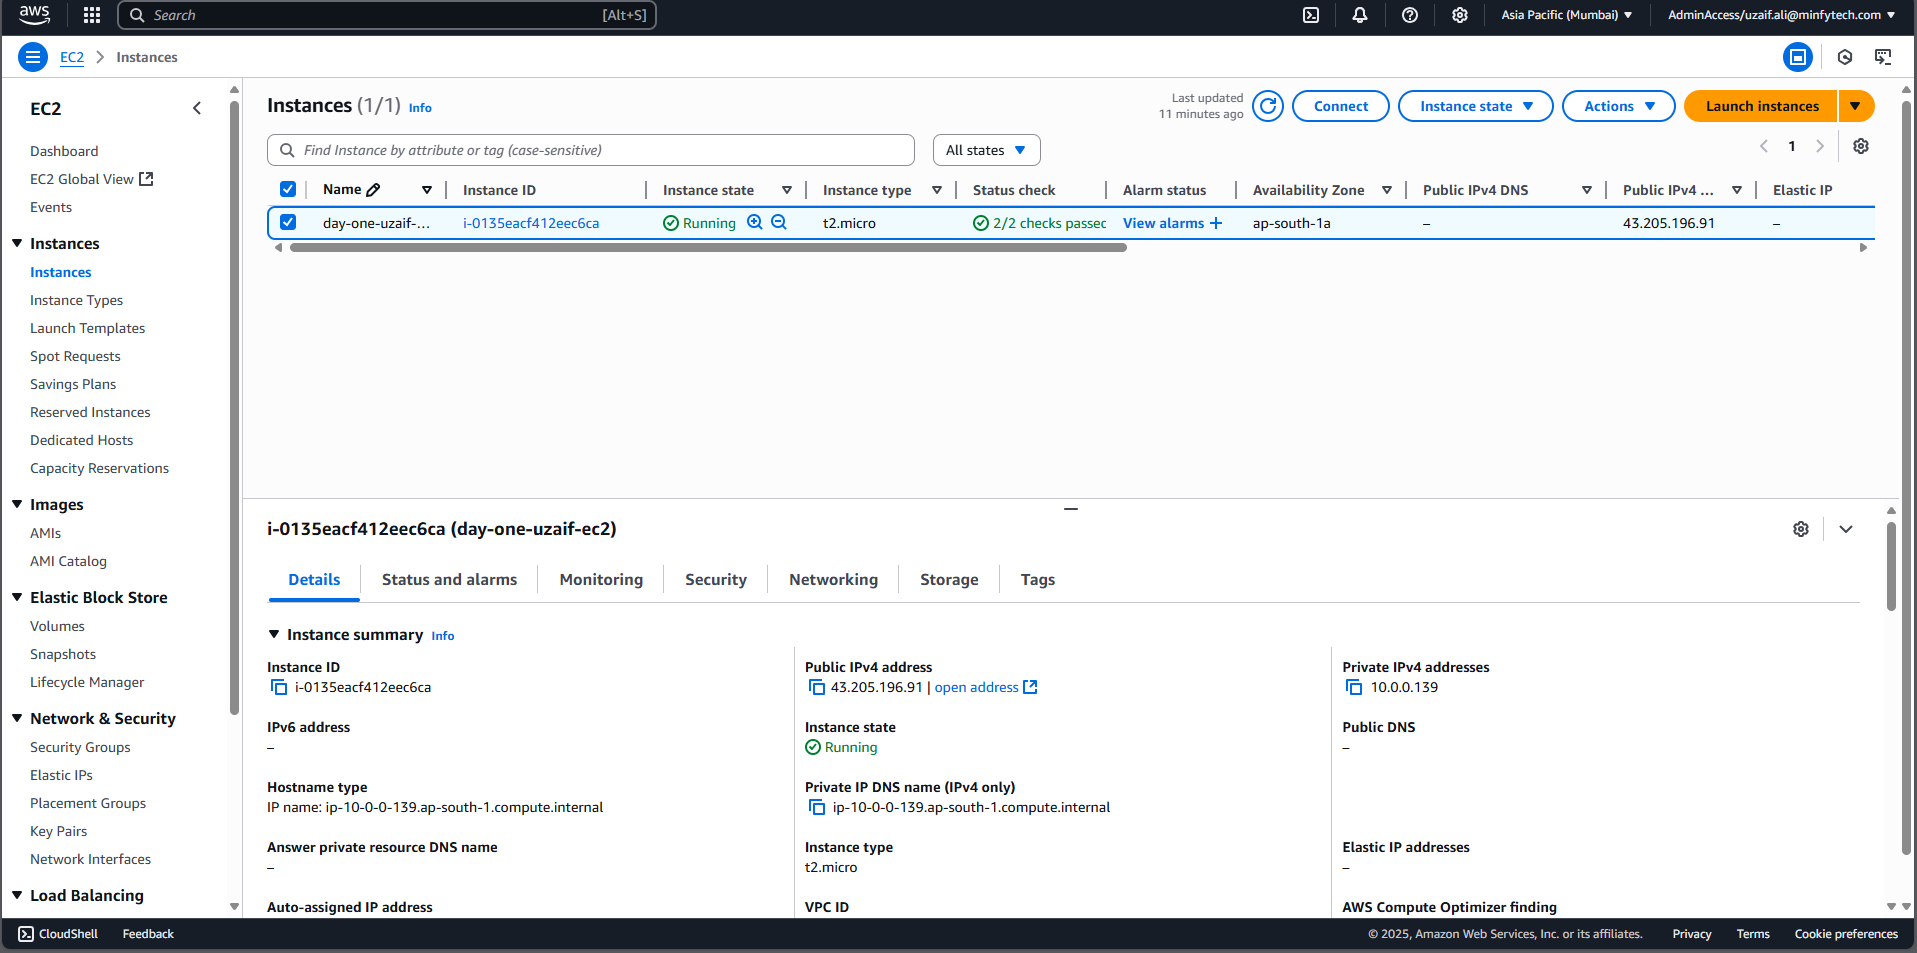 aws
Search [Alt+S]
Asia Pacific (Mumbai)
AdminAccess/uzaif.ali@minfytech.com
EC2 > Instances
EC2
Dashboard
EC2 Global View
Events
Instances
Instances
Instance Types
Launch Templates
Spot Requests
Savings Plans
Reserved Instances
Dedicated Hosts
Capacity Reservations
Images
AMIs
AMI Catalog
Elastic Block Store
Volumes
Snapshots
Lifecycle Manager
Network & Security
Security Groups
Elastic IPs
Placement Groups
Key Pairs
Network Interfaces
Load Balancing
Instances (1/1) Info
Last updated
11 minutes ago
Connect
Instance state
Actions
Launch instances
Find Instance by attribute or tag (case-sensitive)
All states
1
Name Instance ID Instance state Instance type Status check Alarm status Availability Zone Public IPv4 DNS Public IPv4 ... Elastic IP
day-one-uzaif-... i-0135eacf412eec6ca Running t2.micro 2/2 checks passec View alarms + ap-south-1a – 43.205.196.91 –
i-0135eacf412eec6ca (day-one-uzaif-ec2)
Details Status and alarms Monitoring Security Networking Storage Tags
Instance summary Info
Instance ID
i-0135eacf412eec6ca
Public IPv4 address
43.205.196.91 | open address
Private IPv4 addresses
10.0.0.139
IPv6 address
–
Instance state
Running
Public DNS
–
Hostname type
IP name: ip-10-0-0-139.ap-south-1.compute.internal
Private IP DNS name (IPv4 only)
ip-10-0-0-139.ap-south-1.compute.internal
Answer private resource DNS name
–
Instance type
t2.micro
Elastic IP addresses
–
Auto-assigned IP address
VPC ID
AWS Compute Optimizer finding
CloudShell Feedback
© 2025, Amazon Web Services, Inc. or its affiliates. Privacy Terms Cookie preferences